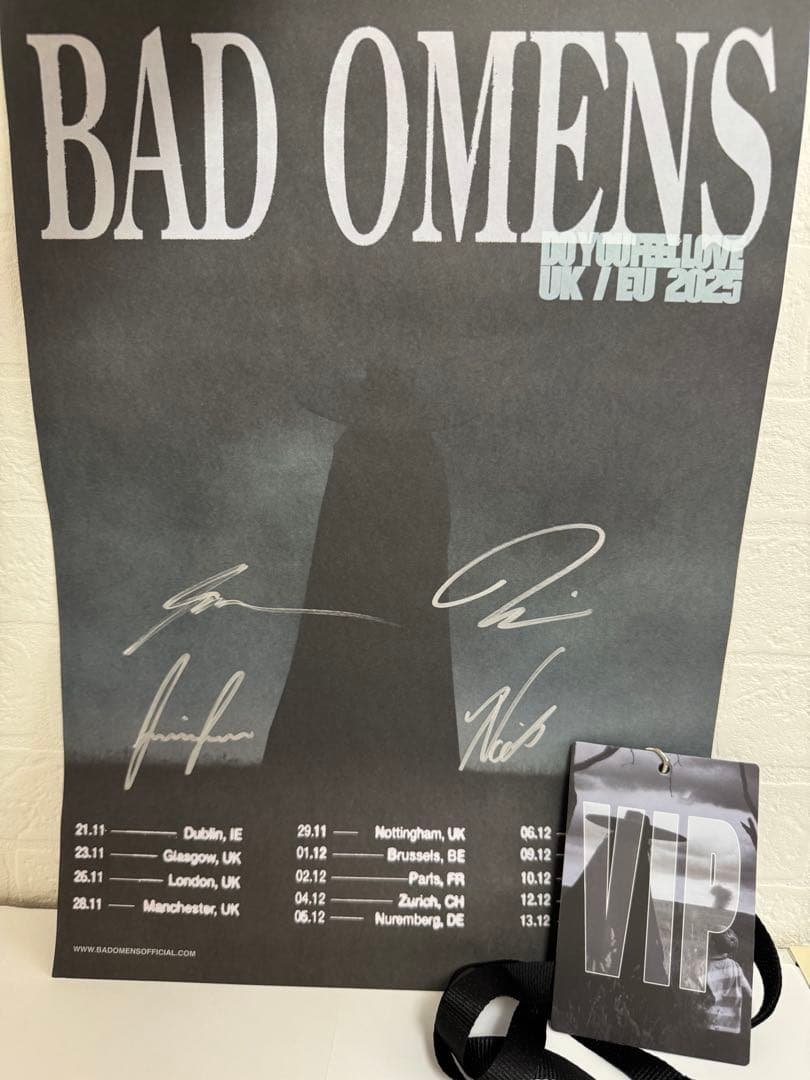 BAD OMENS
DO YOU FEEL LOVE
UK / EU 2025
21.11 Dublin, IE
23.11 Glasgow, UK
26.11 London, UK
28.11 Manchester, UK
29.11 Nottingham, UK
01.12 Brussels, BE
02.12 Paris, FR
04.12 Zurich, CH
05.12 Nuremberg, DE
06.12
09.12
10.12
12.12
13.12
WWW.BADOMENSOFFICIAL.COM
VIP